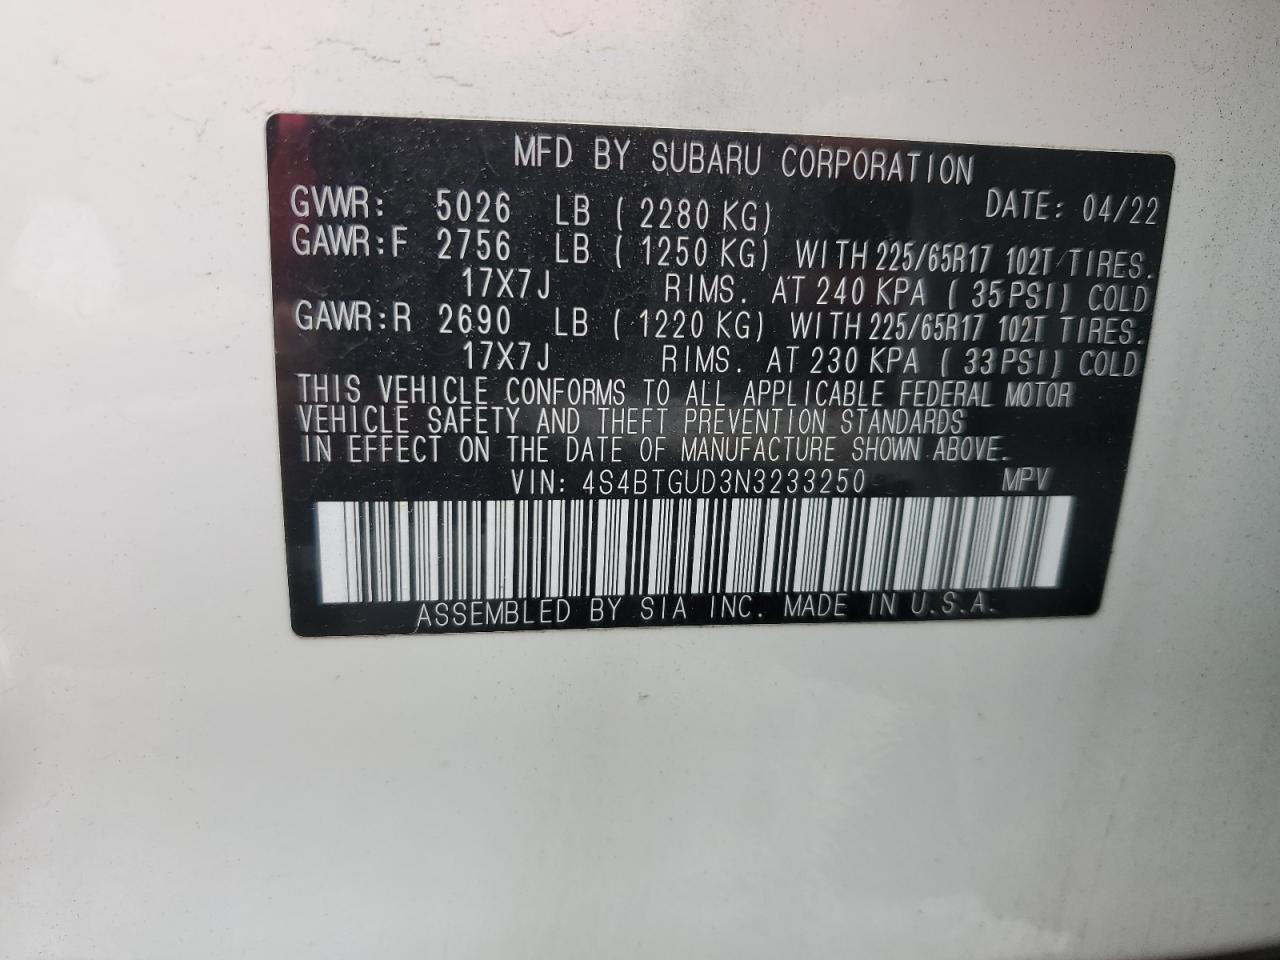 MFD BY SUBARU CORPORATION
GVWR: 5026 LB ( 2280 KG) DATE: 04/22
GAWR:F 2756 LB ( 1250 KG) WITH 225/65R17 102T TIRES.
17X7J RIMS. AT 240 KPA ( 35 PSI) COLD
GAWR:R 2690 LB ( 1220 KG) WITH 225/65R17 102T TIRES.
17X7J RIMS. AT 230 KPA ( 33 PSI) COLD
THIS VEHICLE CONFORMS TO ALL APPLICABLE FEDERAL MOTOR
VEHICLE SAFETY AND THEFT PREVENTION STANDARDS
IN EFFECT ON THE DATE OF MANUFACTURE SHOWN ABOVE.
VIN: 4S4BTGUD3N3233250 MPV
ASSEMBLED BY SIA INC. MADE IN U.S.A.